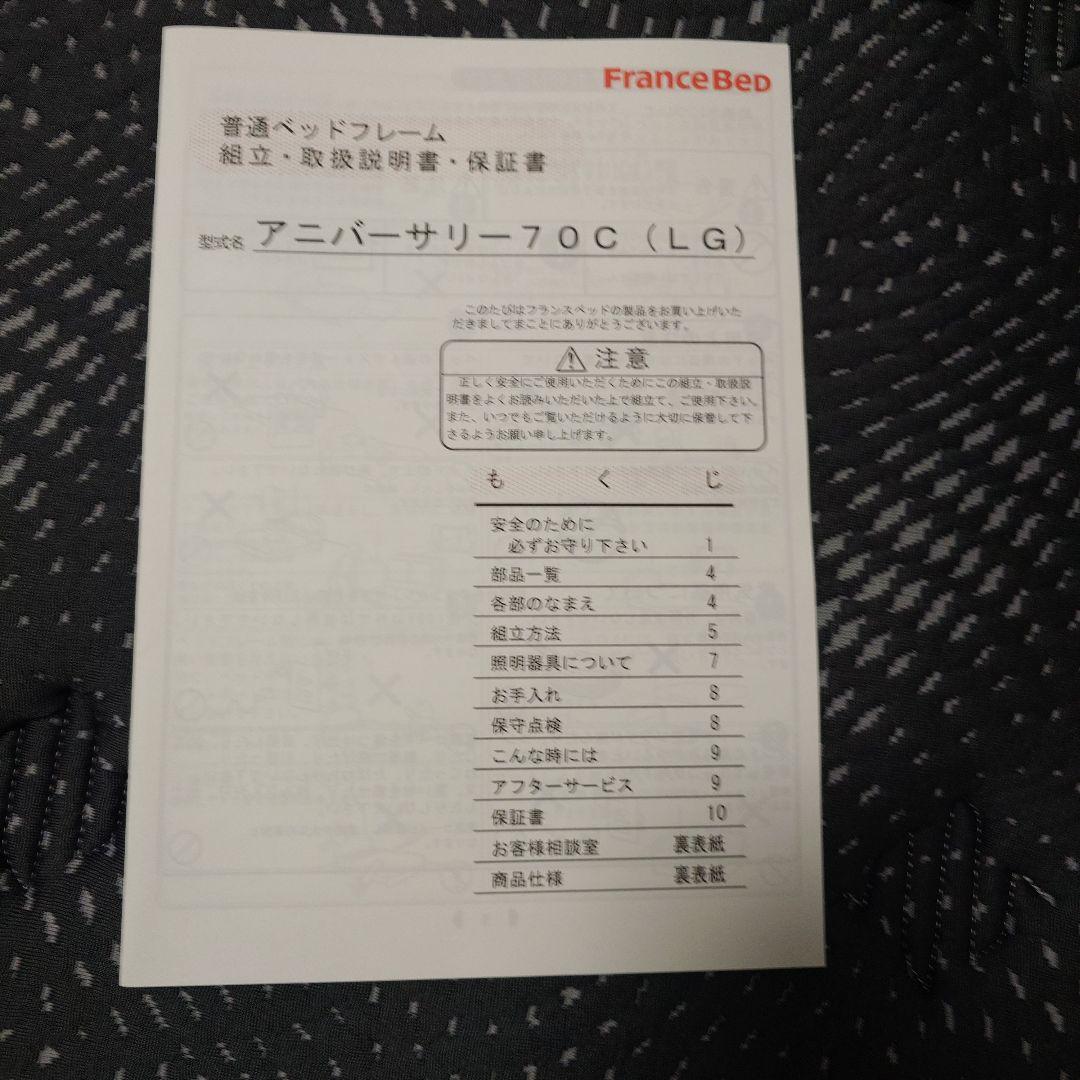 FranceBeD
普通ベッドフレーム
組立・取扱説明書・保証書
型式名 アニバーサリー70C(LG)
このたびはフランスベッドの製品をお買い上げいた
だきましてまことにありがとうございます。
注意
正しく安全にご使用いただくためにこの組立・取扱説
明書をよくお読みいただいた上で組立て、ご使用下さい。
また、いつでもご覧いただけるように大切に保管して下
さるようお願い申し上げます。
もくじ
安全のために
必ずお守り下さい 1
部品一覧 4
各部のなまえ 4
組立方法 5
照明器具について 7
お手入れ 8
保守点検 8
こんな時には 9
アフターサービス 9
保証書 10
お客様相談室 裏表紙
商品仕様 裏表紙